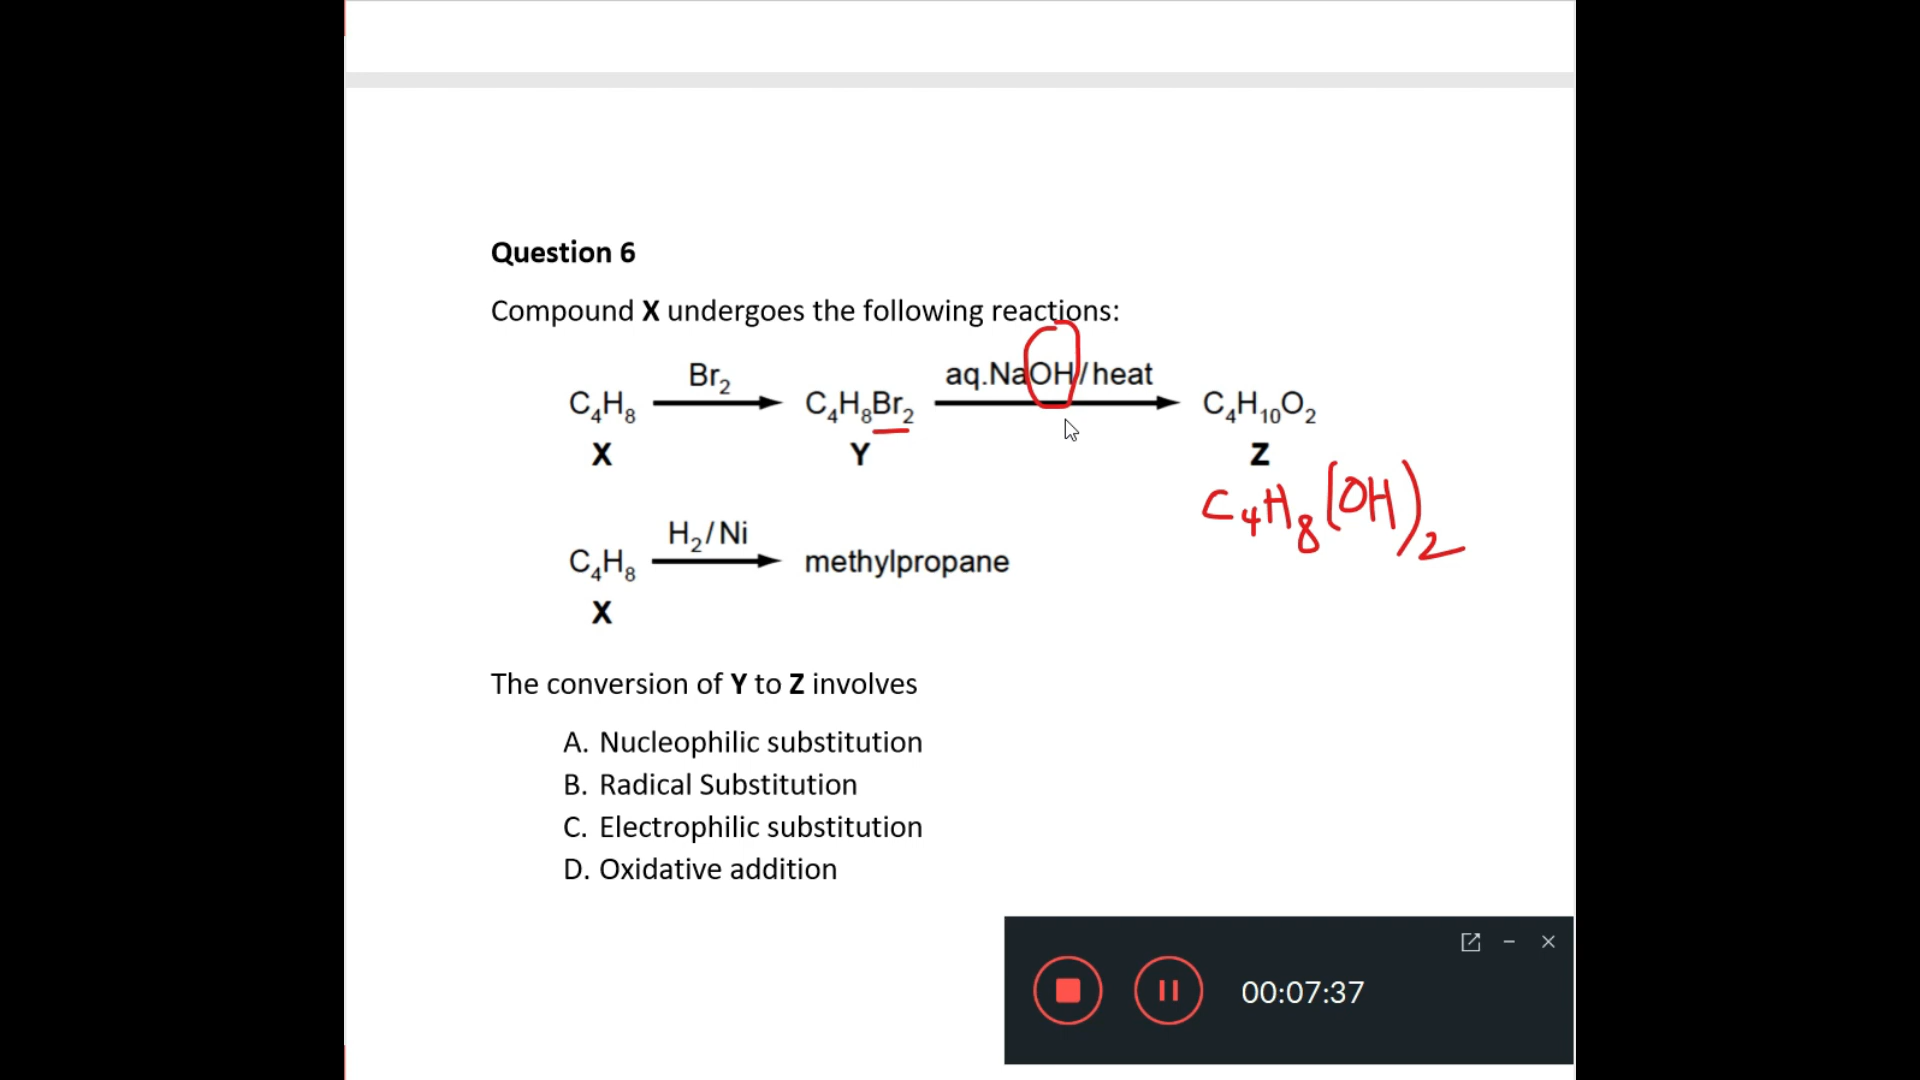 Question 6
Compound X undergoes the following reactions:
Br₂ aq.NaOH/heat
C₄H₈ C₄H₈Br₂ C₄H₁₀O₂
X Y Z
C₄H₈(OH)₂
H₂/Ni
C₄H₈ methylpropane
X
The conversion of Y to Z involves
A. Nucleophilic substitution
B. Radical Substitution
C. Electrophilic substitution
D. Oxidative addition
00:07:37